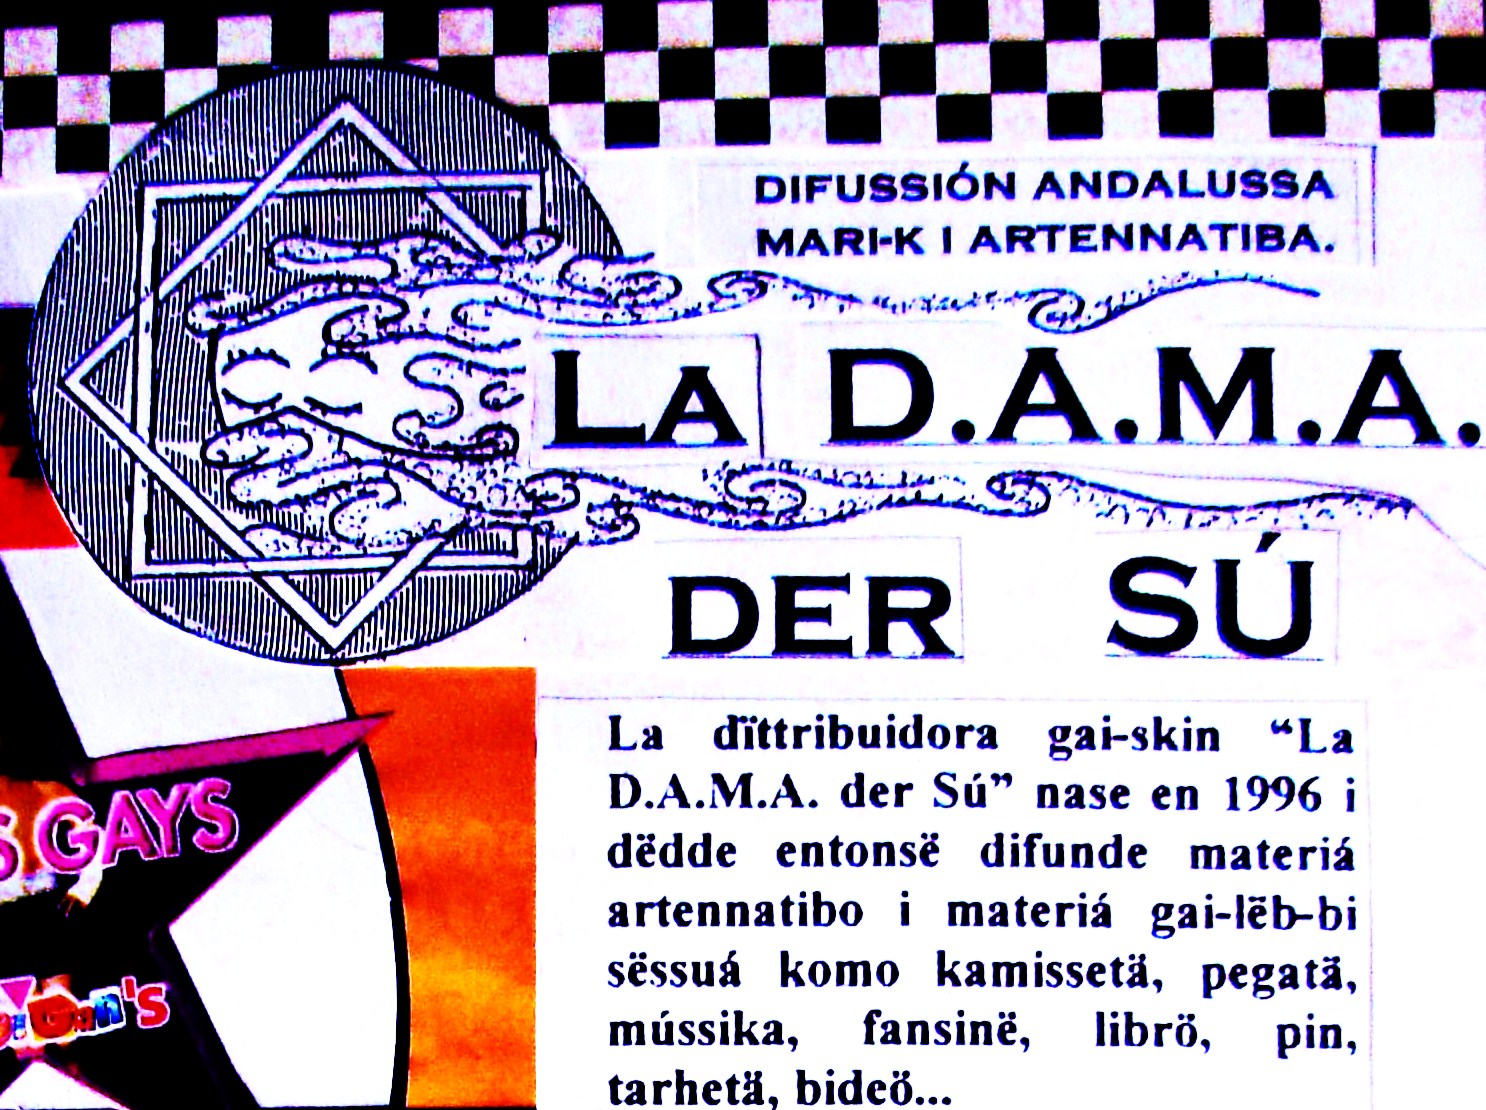 DIFUSSIÓN ANDALUSSA
MARI-K I ARTENNATIBA.
LA D.A.M.A.
DER SÚ
La dïttribuidora gai-skin “La
D.A.M.A. der Sú” nase en 1996 i
dëdde entonsë difunde materiá
artennatibo i materiá gai-lëb-bi
sëssuá komo kamissetä, pegatä,
mússika, fansinë, librö, pin,
tarhetä, bideö...
S GAYS